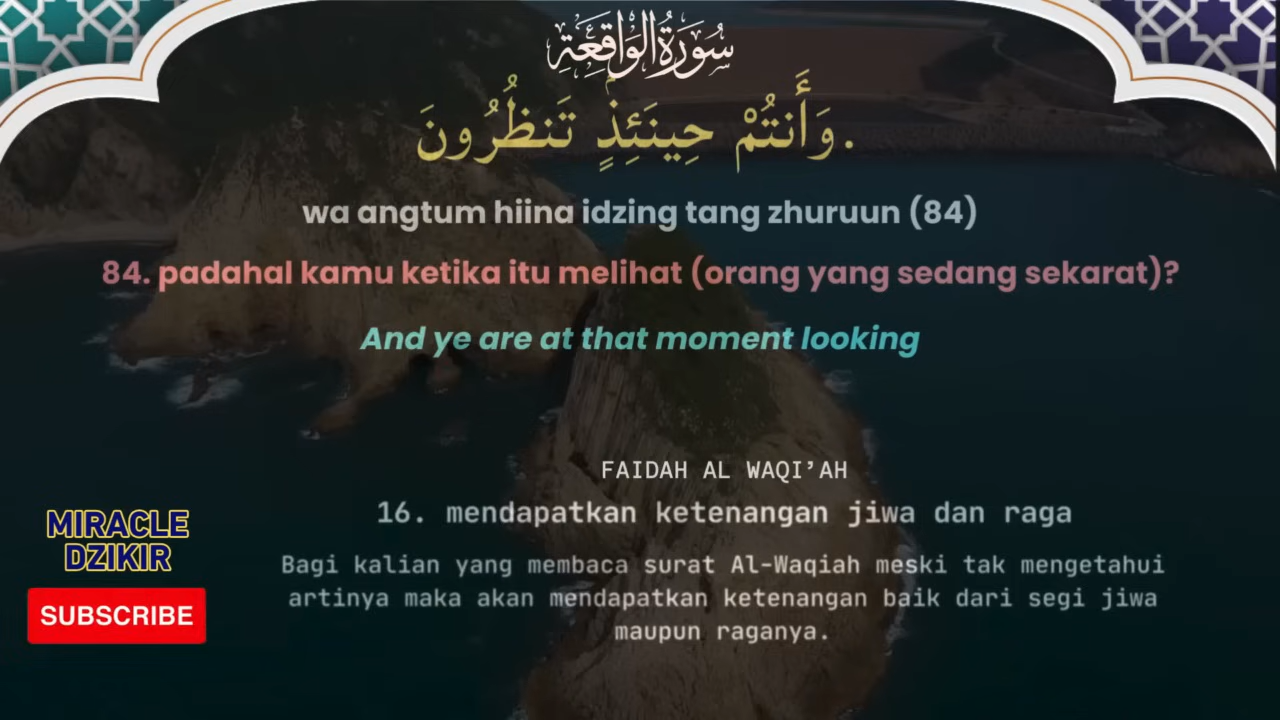 سُورَةُ الْوَاقِعَةِ
وَأَنتُمْ حِينَئِذٍ تَنظُرُونَ.
wa angtum hiina idzing tang zhuruun (84)
84. padahal kamu ketika itu melihat (orang yang sedang sekarat)?
And ye are at that moment looking
FAIDAH AL WAQI’AH
16. mendapatkan ketenangan jiwa dan raga
Bagi kalian yang membaca surat Al-Waqiah meski tak mengetahui
artinya maka akan mendapatkan ketenangan baik dari segi jiwa
maupun raganya.
MIRACLE
DZIKIR
SUBSCRIBE